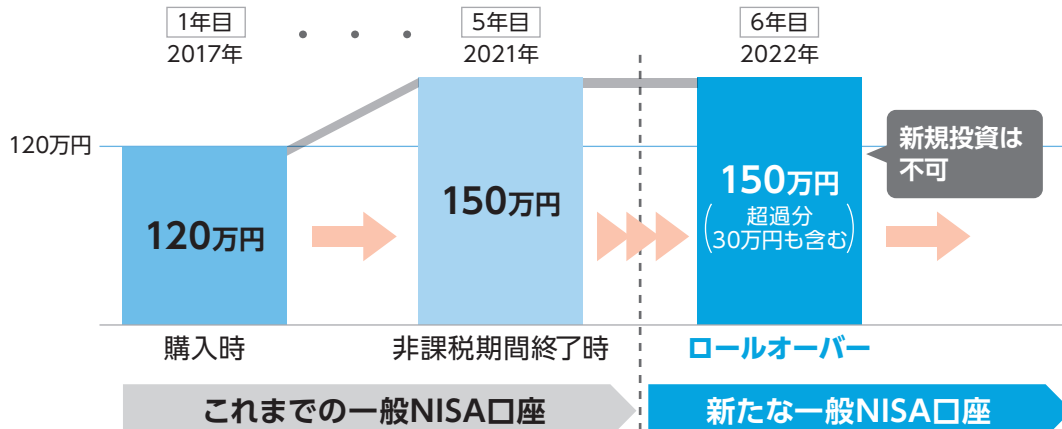 1年目
2017年
・ ・ ・
5年目
2021年
6年目
2022年
120万円
120万円
150万円
150万円
(超過分
30万円も含む)
新規投資は
不可
購入時
非課税期間終了時
ロールオーバー
これまでの一般NISA口座
新たな一般NISA口座